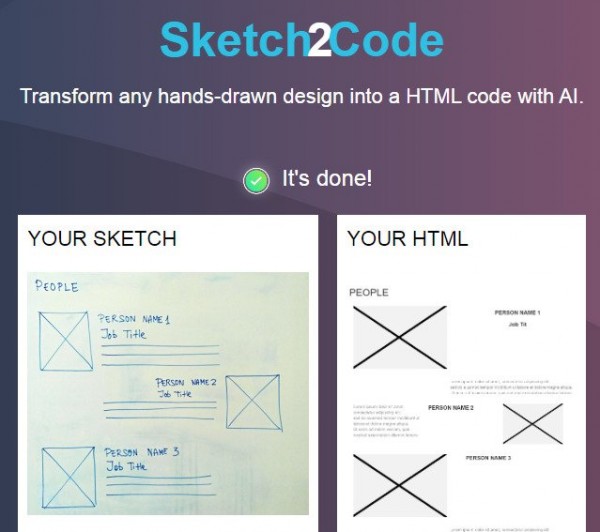 Sketch2Code
Transform any hands-drawn design into a HTML code with AI.
It's done!
YOUR SKETCH
PEOPLE
PERSON NAME 1
Job Title
PERSON NAME 2
Job Title
PERSON NAME 3
Job Title
YOUR HTML
PEOPLE
PERSON NAME 1
Job Titl
PERSON NAME 2
PERSON NAME 3